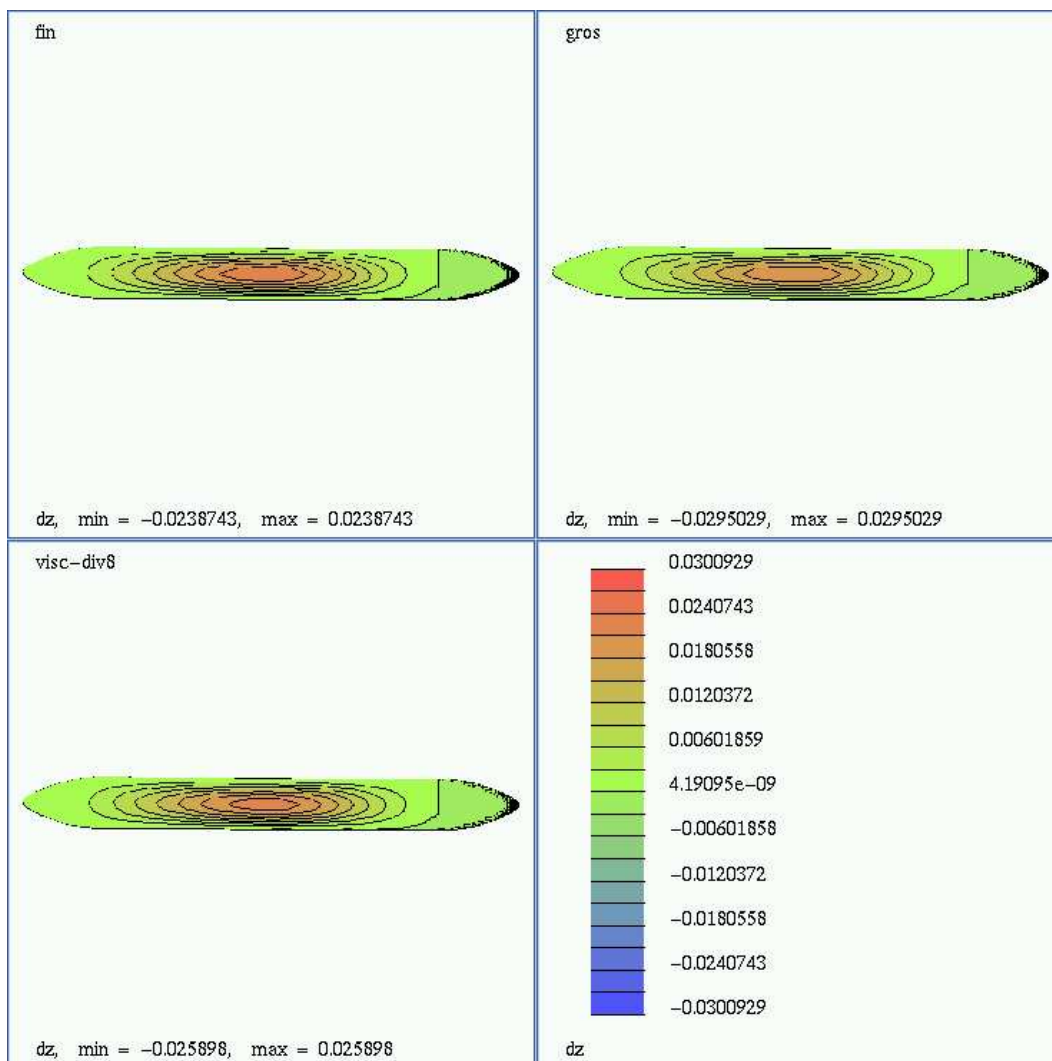 fin
gros
dz, min = −0.0238743, max = 0.0238743
dz, min = −0.0295029, max = 0.0295029
visc−div8
0.0300929
0.0240743
0.0180558
0.0120372
0.00601859
4.19095e−09
−0.00601858
−0.0120372
−0.0180558
−0.0240743
−0.0300929
dz, min = −0.025898, max = 0.025898
dz